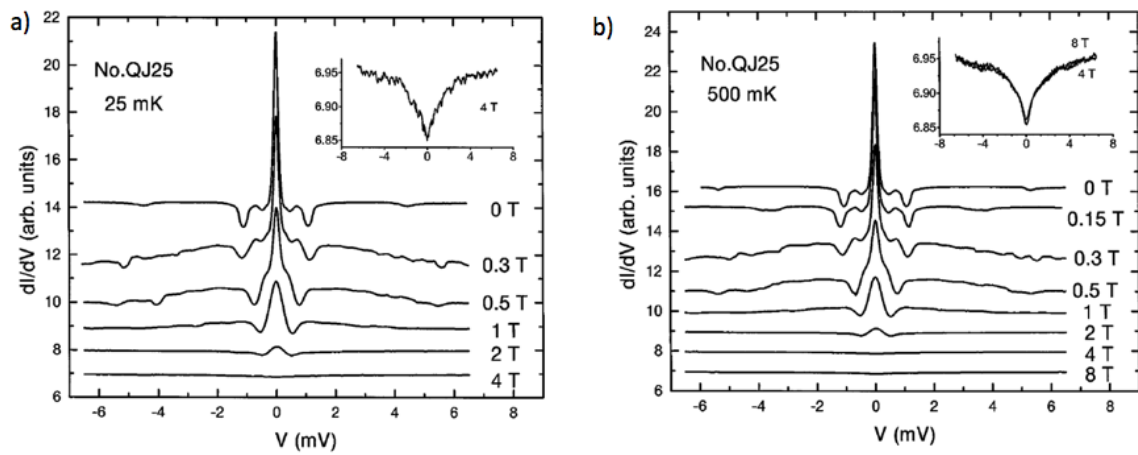 a)
No.QJ25
25 mK
22
20
18
16
14
12
10
8
6
dI/dV (arb. units)
-6
-4
-2
0
2
4
6
8
V (mV)
0 T
0.3 T
0.5 T
1 T
2 T
4 T
6.95
6.90
6.85
4 T
-8
-4
0
4
8
b)
No.QJ25
500 mK
24
22
20
18
16
14
12
10
8
6
dI/dV (arb. units)
-6
-4
-2
0
2
4
6
8
V (mV)
0 T
0.15 T
0.3 T
0.5 T
1 T
2 T
4 T
8 T
6.95
6.90
6.85
8 T
4 T
-8
-4
0
4
8